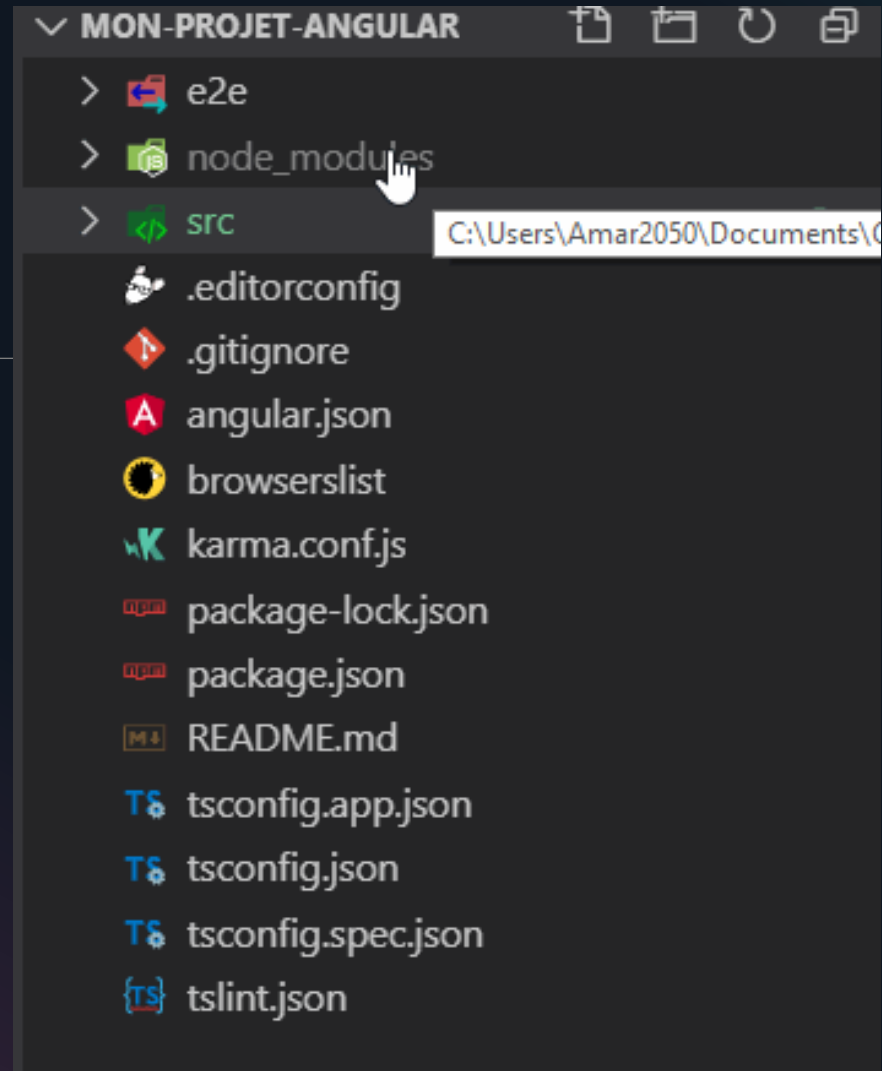 MON-PROJET-ANGULAR
e2e
node_modules
src
C:\Users\Amar2050\Documents\
.editorconfig
.gitignore
angular.json
browserslist
karma.conf.js
package-lock.json
package.json
README.md
tsconfig.app.json
tsconfig.json
tsconfig.spec.json
tslint.json